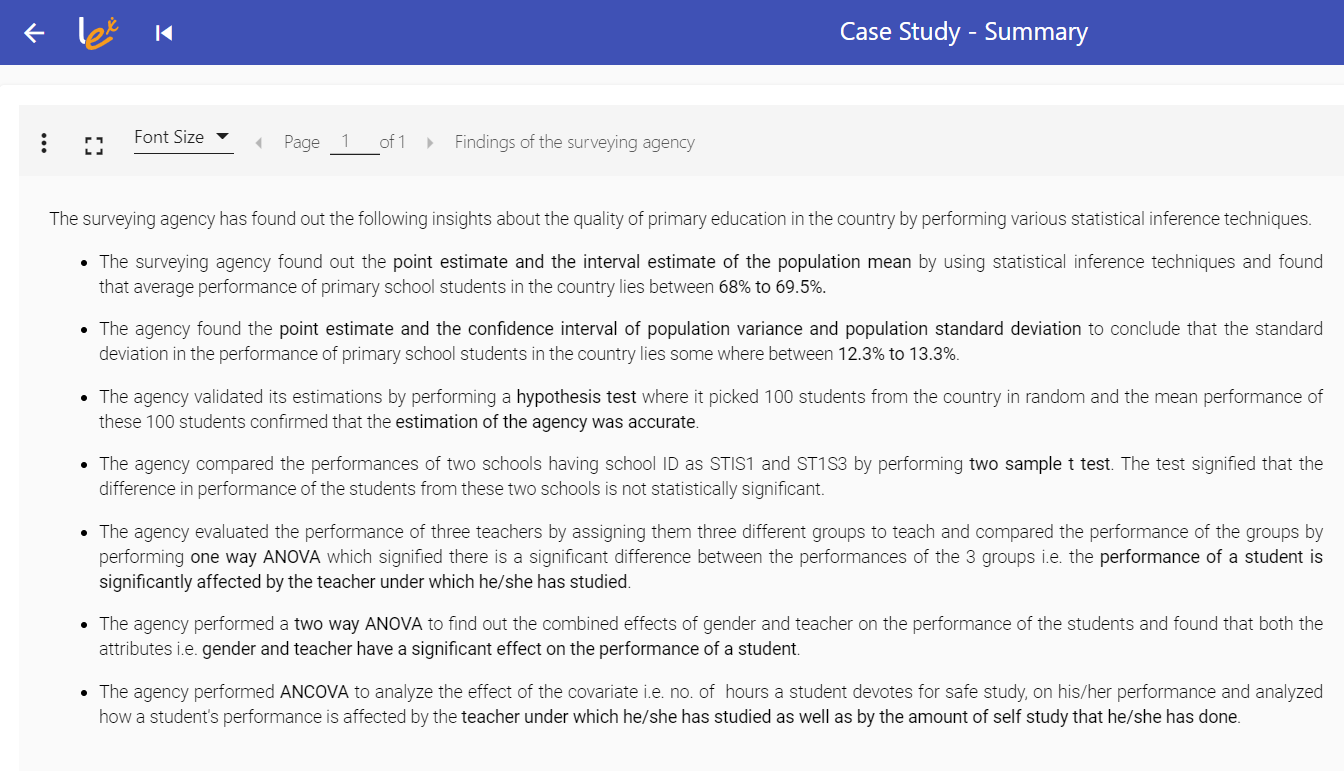 lex
Case Study - Summary
Font Size
Page 1 of 1
Findings of the surveying agency
The surveying agency has found out the following insights about the quality of primary education in the country by performing various statistical inference techniques.
The surveying agency found out the point estimate and the interval estimate of the population mean by using statistical inference techniques and found
that average performance of primary school students in the country lies between 68% to 69.5%.
The agency found the point estimate and the confidence interval of population variance and population standard deviation to conclude that the standard
deviation in the performance of primary school students in the country lies some where between 12.3% to 13.3%.
The agency validated its estimations by performing a hypothesis test where it picked 100 students from the country in random and the mean performance of
these 100 students confirmed that the estimation of the agency was accurate.
The agency compared the performances of two schools having school ID as STIS1 and ST1S3 by performing two sample t test. The test signified that the
difference in performance of the students from these two schools is not statistically significant.
The agency evaluated the performance of three teachers by assigning them three different groups to teach and compared the performance of the groups by
performing one way ANOVA which signified there is a significant difference between the performances of the 3 groups i.e. the performance of a student is
significantly affected by the teacher under which he/she has studied.
The agency performed a two way ANOVA to find out the combined effects of gender and teacher on the performance of the students and found that both the
attributes i.e. gender and teacher have a significant effect on the performance of a student.
The agency performed ANCOVA to analyze the effect of the covariate i.e. no. of hours a student devotes for safe study, on his/her performance and analyzed
how a student's performance is affected by the teacher under which he/she has studied as well as by the amount of self study that he/she has done.